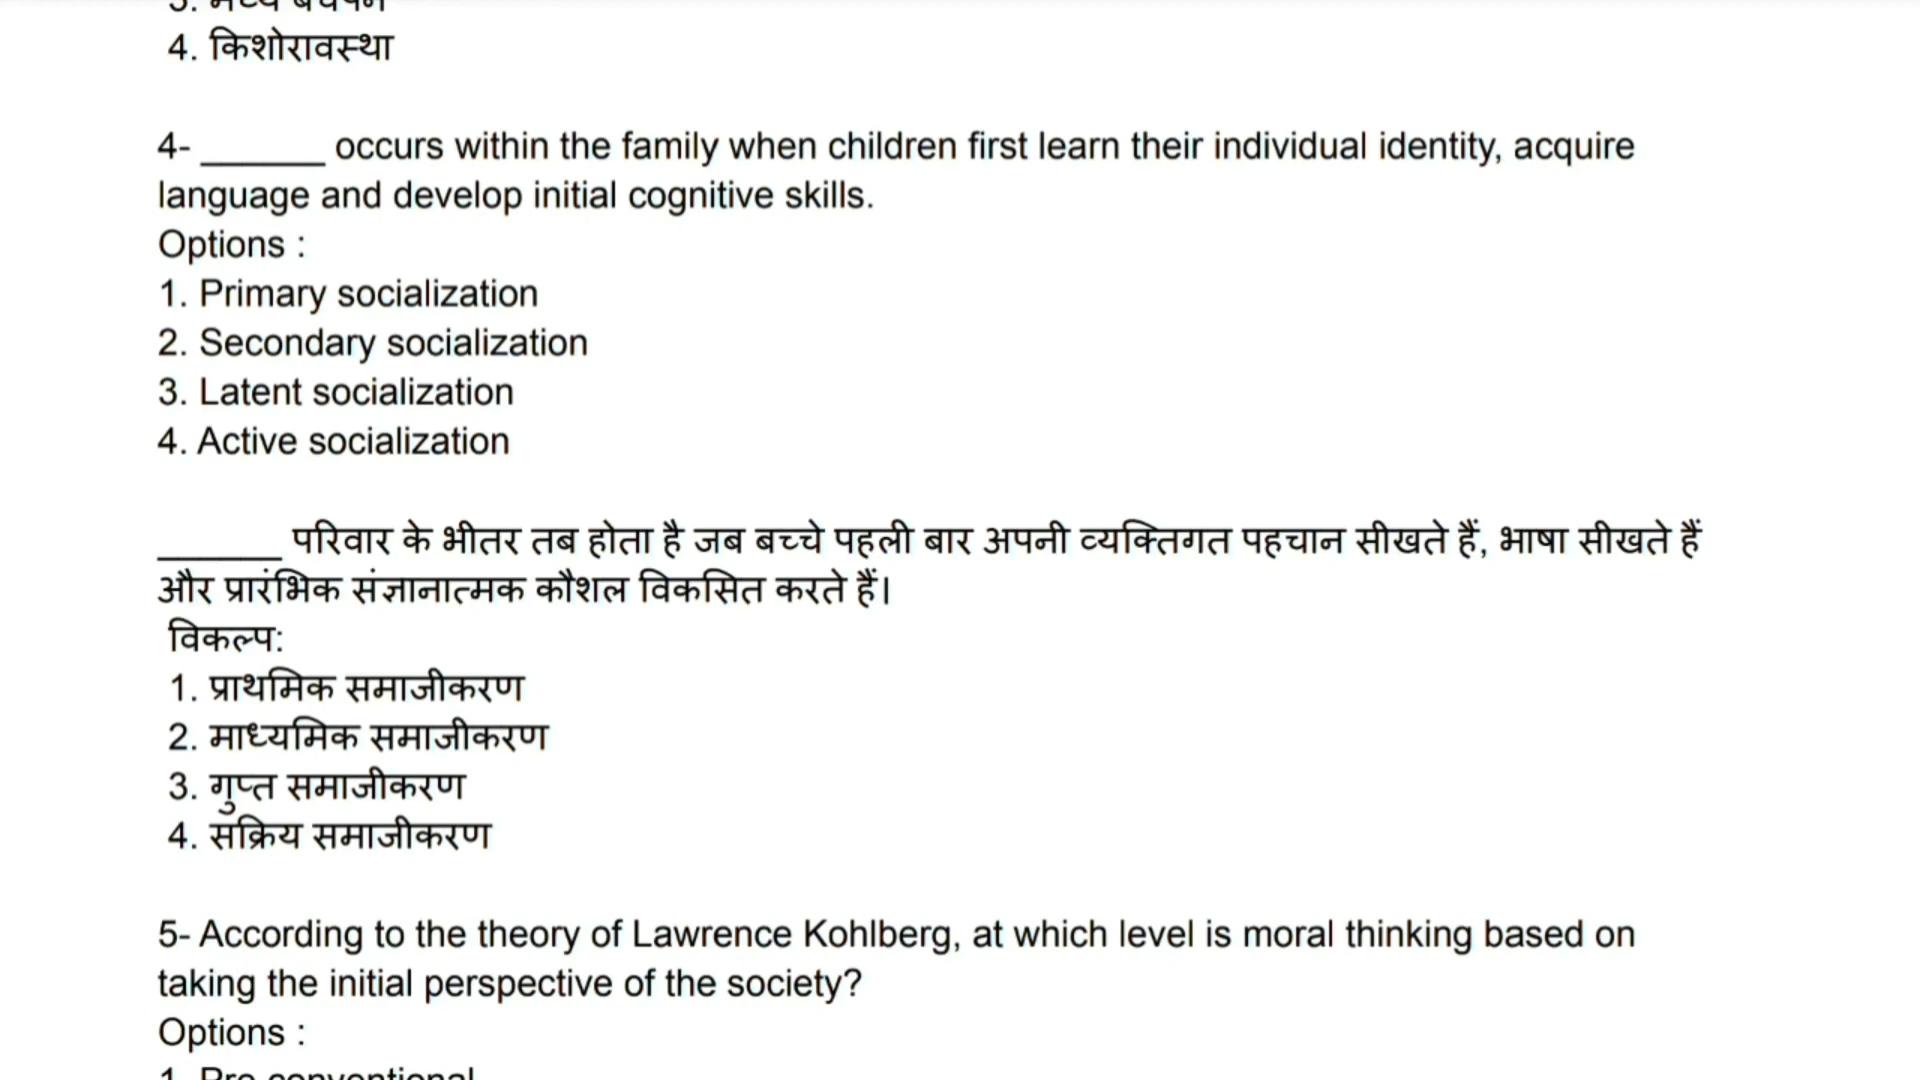 4. किशोरावस्था
4- ______ occurs within the family when children first learn their individual identity, acquire
language and develop initial cognitive skills.
Options :
1. Primary socialization
2. Secondary socialization
3. Latent socialization
4. Active socialization
______ परिवार के भीतर तब होता है जब बच्चे पहली बार अपनी व्यक्तिगत पहचान सीखते हैं, भाषा सीखते हैं
और प्रारंभिक संज्ञानात्मक कौशल विकसित करते हैं।
विकल्प:
1. प्राथमिक समाजीकरण
2. माध्यमिक समाजीकरण
3. गुप्त समाजीकरण
4. सक्रिय समाजीकरण
5- According to the theory of Lawrence Kohlberg, at which level is moral thinking based on
taking the initial perspective of the society?
Options :
1. Pre conventional